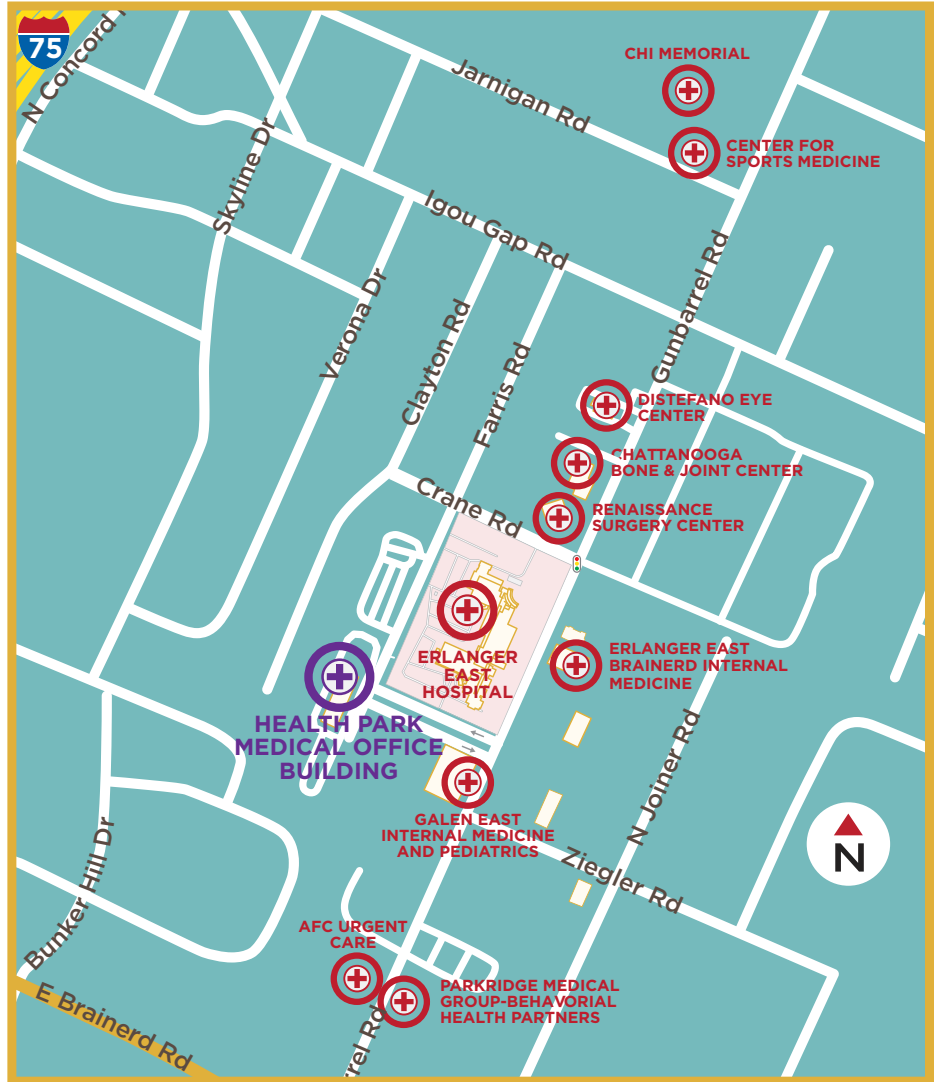 75
N Concord
Jarnigan Rd
CHI MEMORIAL
CENTER FOR
SPORTS MEDICINE
Skyline Dr
Igou Gap Rd
Gunbarrel Rd
Verona Dr
Clayton Rd
Farris Rd
DISTEFANO EYE
CENTER
CHATTANOOGA
BONE & JOINT CENTER
Crane Rd
RENAISSANCE
SURGERY CENTER
ERLANGER
EAST
HOSPITAL
ERLANGER EAST
BRAINERD INTERNAL
MEDICINE
HEALTH PARK
MEDICAL OFFICE
BUILDING
N Joiner Rd
GALEN EAST
INTERNAL MEDICINE
AND PEDIATRICS
Ziegler Rd
N
Bunker Hill Dr
AFC URGENT
CARE
PARKRIDGE MEDICAL
GROUP-BEHAVORIAL
HEALTH PARTNERS
E Brainerd Rd
rrel Rd